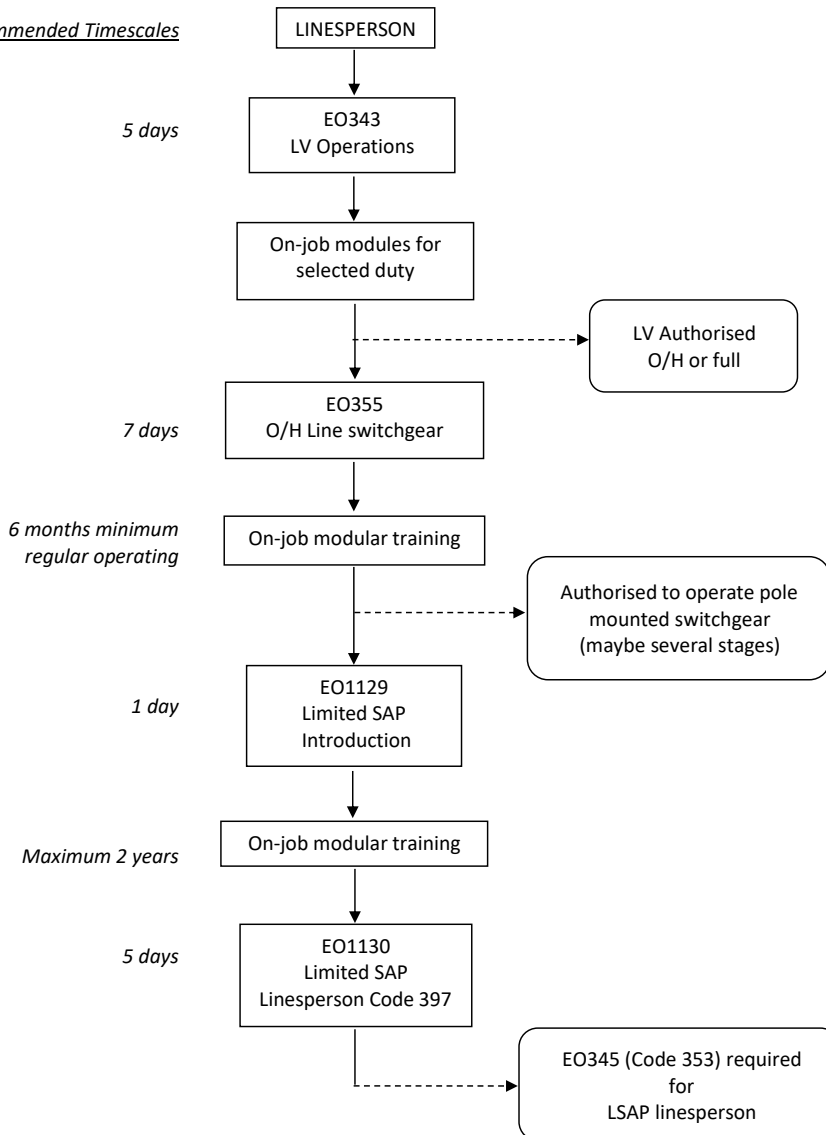 mmended Timescales
LINESPERSON
5 days
EO343
LV Operations
On-job modules for
selected duty
LV Authorised
O/H or full
7 days
EO355
O/H Line switchgear
6 months minimum
regular operating
On-job modular training
Authorised to operate pole
mounted switchgear
(maybe several stages)
1 day
EO1129
Limited SAP
Introduction
Maximum 2 years
On-job modular training
5 days
EO1130
Limited SAP
Linesperson Code 397
EO345 (Code 353) required
for
LSAP linesperson